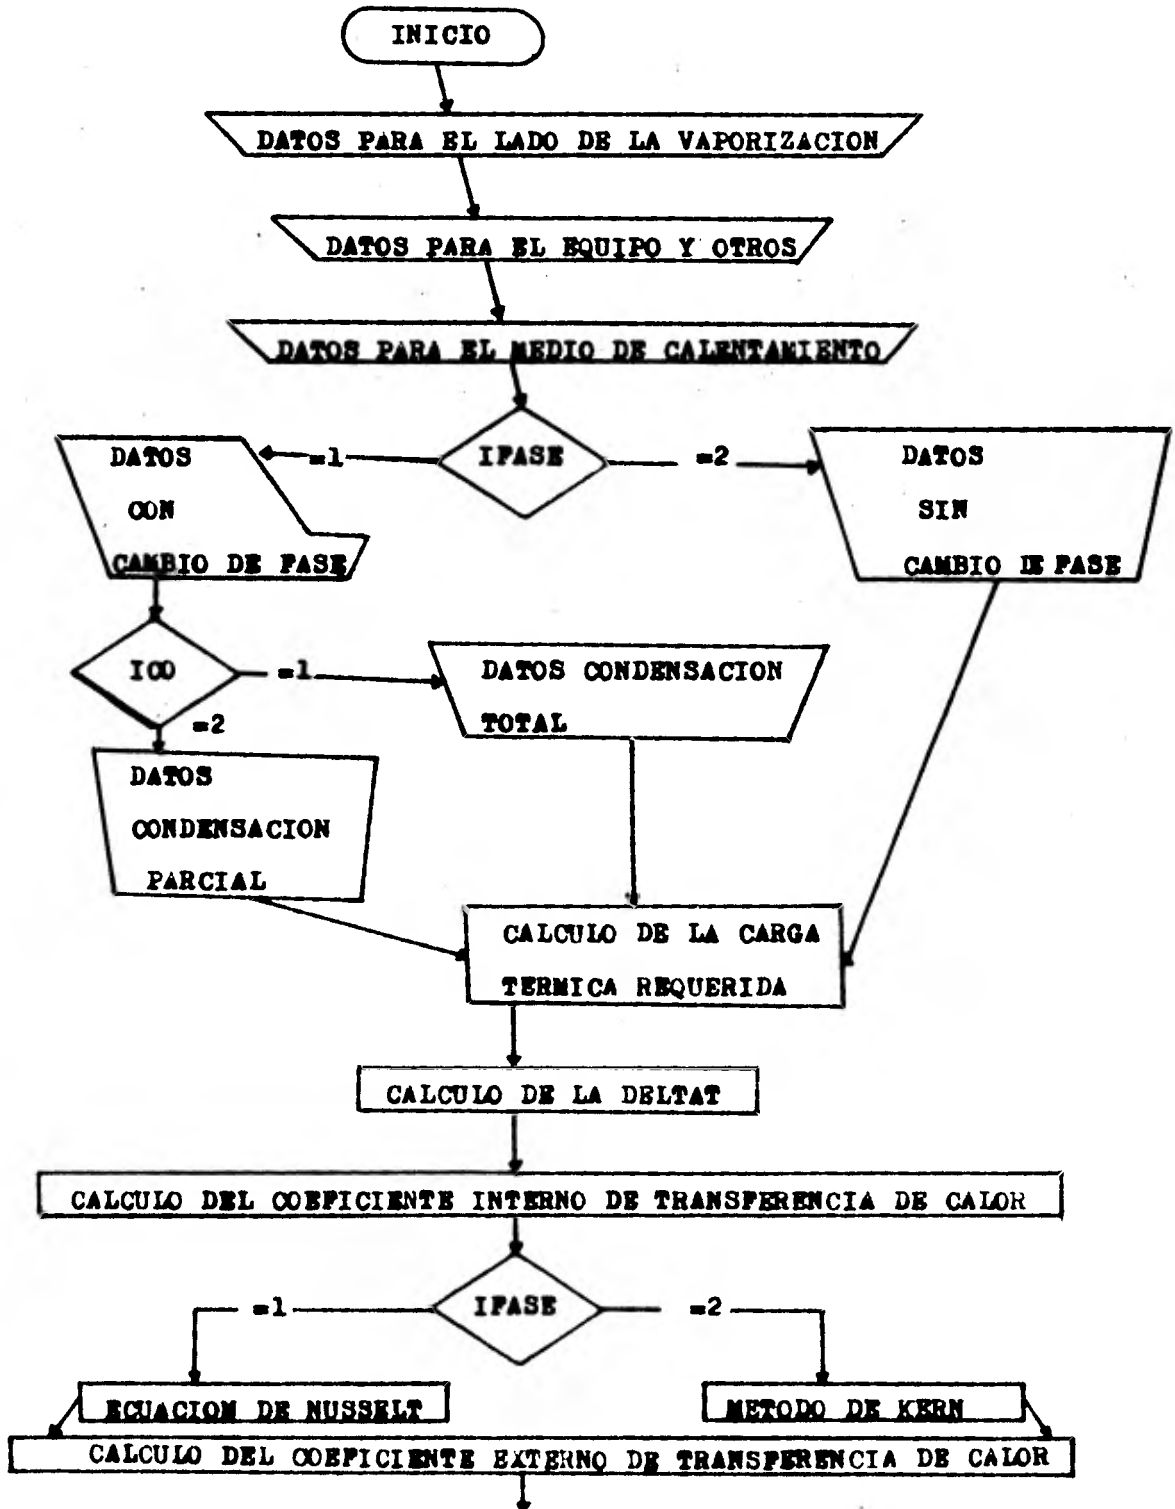 INICIO
DATOS PARA EL LADO DE LA VAPORIZACION
DATOS PARA EL EQUIPO Y OTROS
DATOS PARA EL MEDIO DE CALENTAMIENTO
IFASE
=1
=2
DATOS
CON
CAMBIO DE FASE
DATOS
SIN
CAMBIO DE FASE
ICO
=1
=2
DATOS CONDENSACION
TOTAL
DATOS
CONDENSACION
PARCIAL
CALCULO DE LA CARGA
TERMICA REQUERIDA
CALCULO DE LA DELTAT
CALCULO DEL COEFICIENTE INTERNO DE TRANSFERENCIA DE CALOR
IFASE
=1
=2
ECUACION DE NUSSELT
METODO DE KERN
CALCULO DEL COEFICIENTE EXTERNO DE TRANSFERENCIA DE CALOR